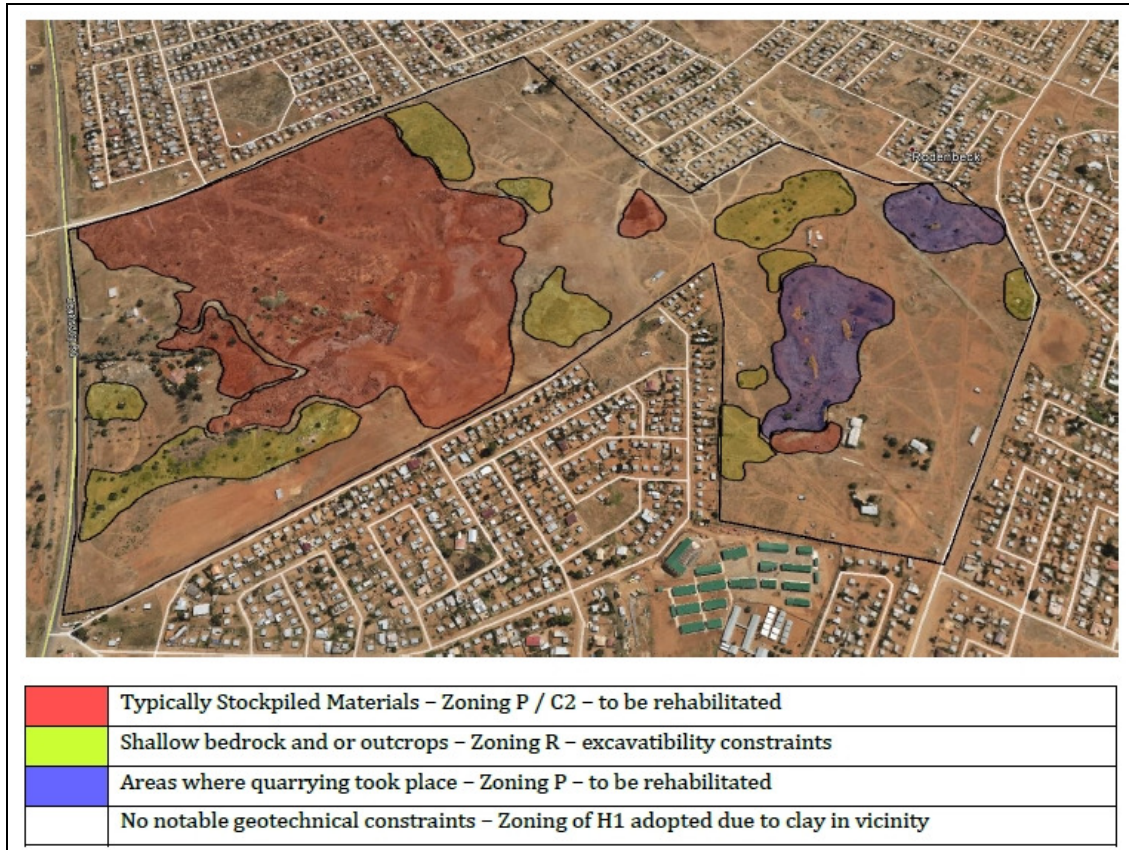 Rodenbeck
Typically Stockpiled Materials – Zoning P / C2 – to be rehabilitated
Shallow bedrock and or outcrops – Zoning R – excavatibility constraints
Areas where quarrying took place – Zoning P – to be rehabilitated
No notable geotechnical constraints – Zoning of H1 adopted due to clay in vicinity